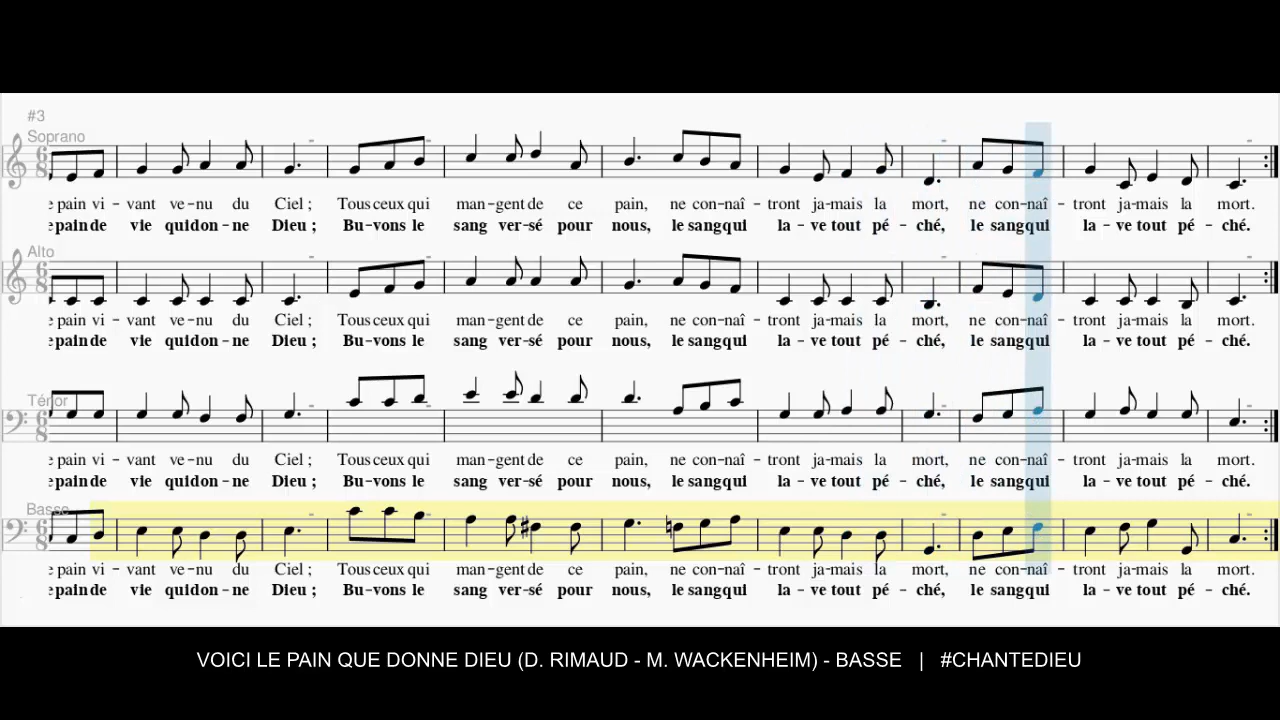 #3
Soprano
e pain vi - vant ve - nu du Ciel ; Tous ceux qui man - gent de ce pain, ne con - naî - tront ja - mais la mort, ne con - naî - tront ja - mais la mort.
e pain de vie qui don - ne Dieu ; Bu - vons le sang ver - sé pour nous, le sang qui la - ve tout pé - ché, le sang qui la - ve tout pé - ché.
Alto
e pain vi - vant ve - nu du Ciel ; Tous ceux qui man - gent de ce pain, ne con - naî - tront ja - mais la mort, ne con - naî - tront ja - mais la mort.
e pain de vie qui don - ne Dieu ; Bu - vons le sang ver - sé pour nous, le sang qui la - ve tout pé - ché, le sang qui la - ve tout pé - ché.
Ténor
e pain vi - vant ve - nu du Ciel ; Tous ceux qui man - gent de ce pain, ne con - naî - tront ja - mais la mort, ne con - naî - tront ja - mais la mort.
e pain de vie qui don - ne Dieu ; Bu - vons le sang ver - sé pour nous, le sang qui la - ve tout pé - ché, le sang qui la - ve tout pé - ché.
Basse
e pain vi - vant ve - nu du Ciel ; Tous ceux qui man - gent de ce pain, ne con - naî - tront ja - mais la mort, ne con - naî - tront ja - mais la mort.
e pain de vie qui don - ne Dieu ; Bu - vons le sang ver - sé pour nous, le sang qui la - ve tout pé - ché, le sang qui la - ve tout pé - ché.
VOICI LE PAIN QUE DONNE DIEU (D. RIMAUD - M. WACKENHEIM) - BASSE | #CHANTEDIEU